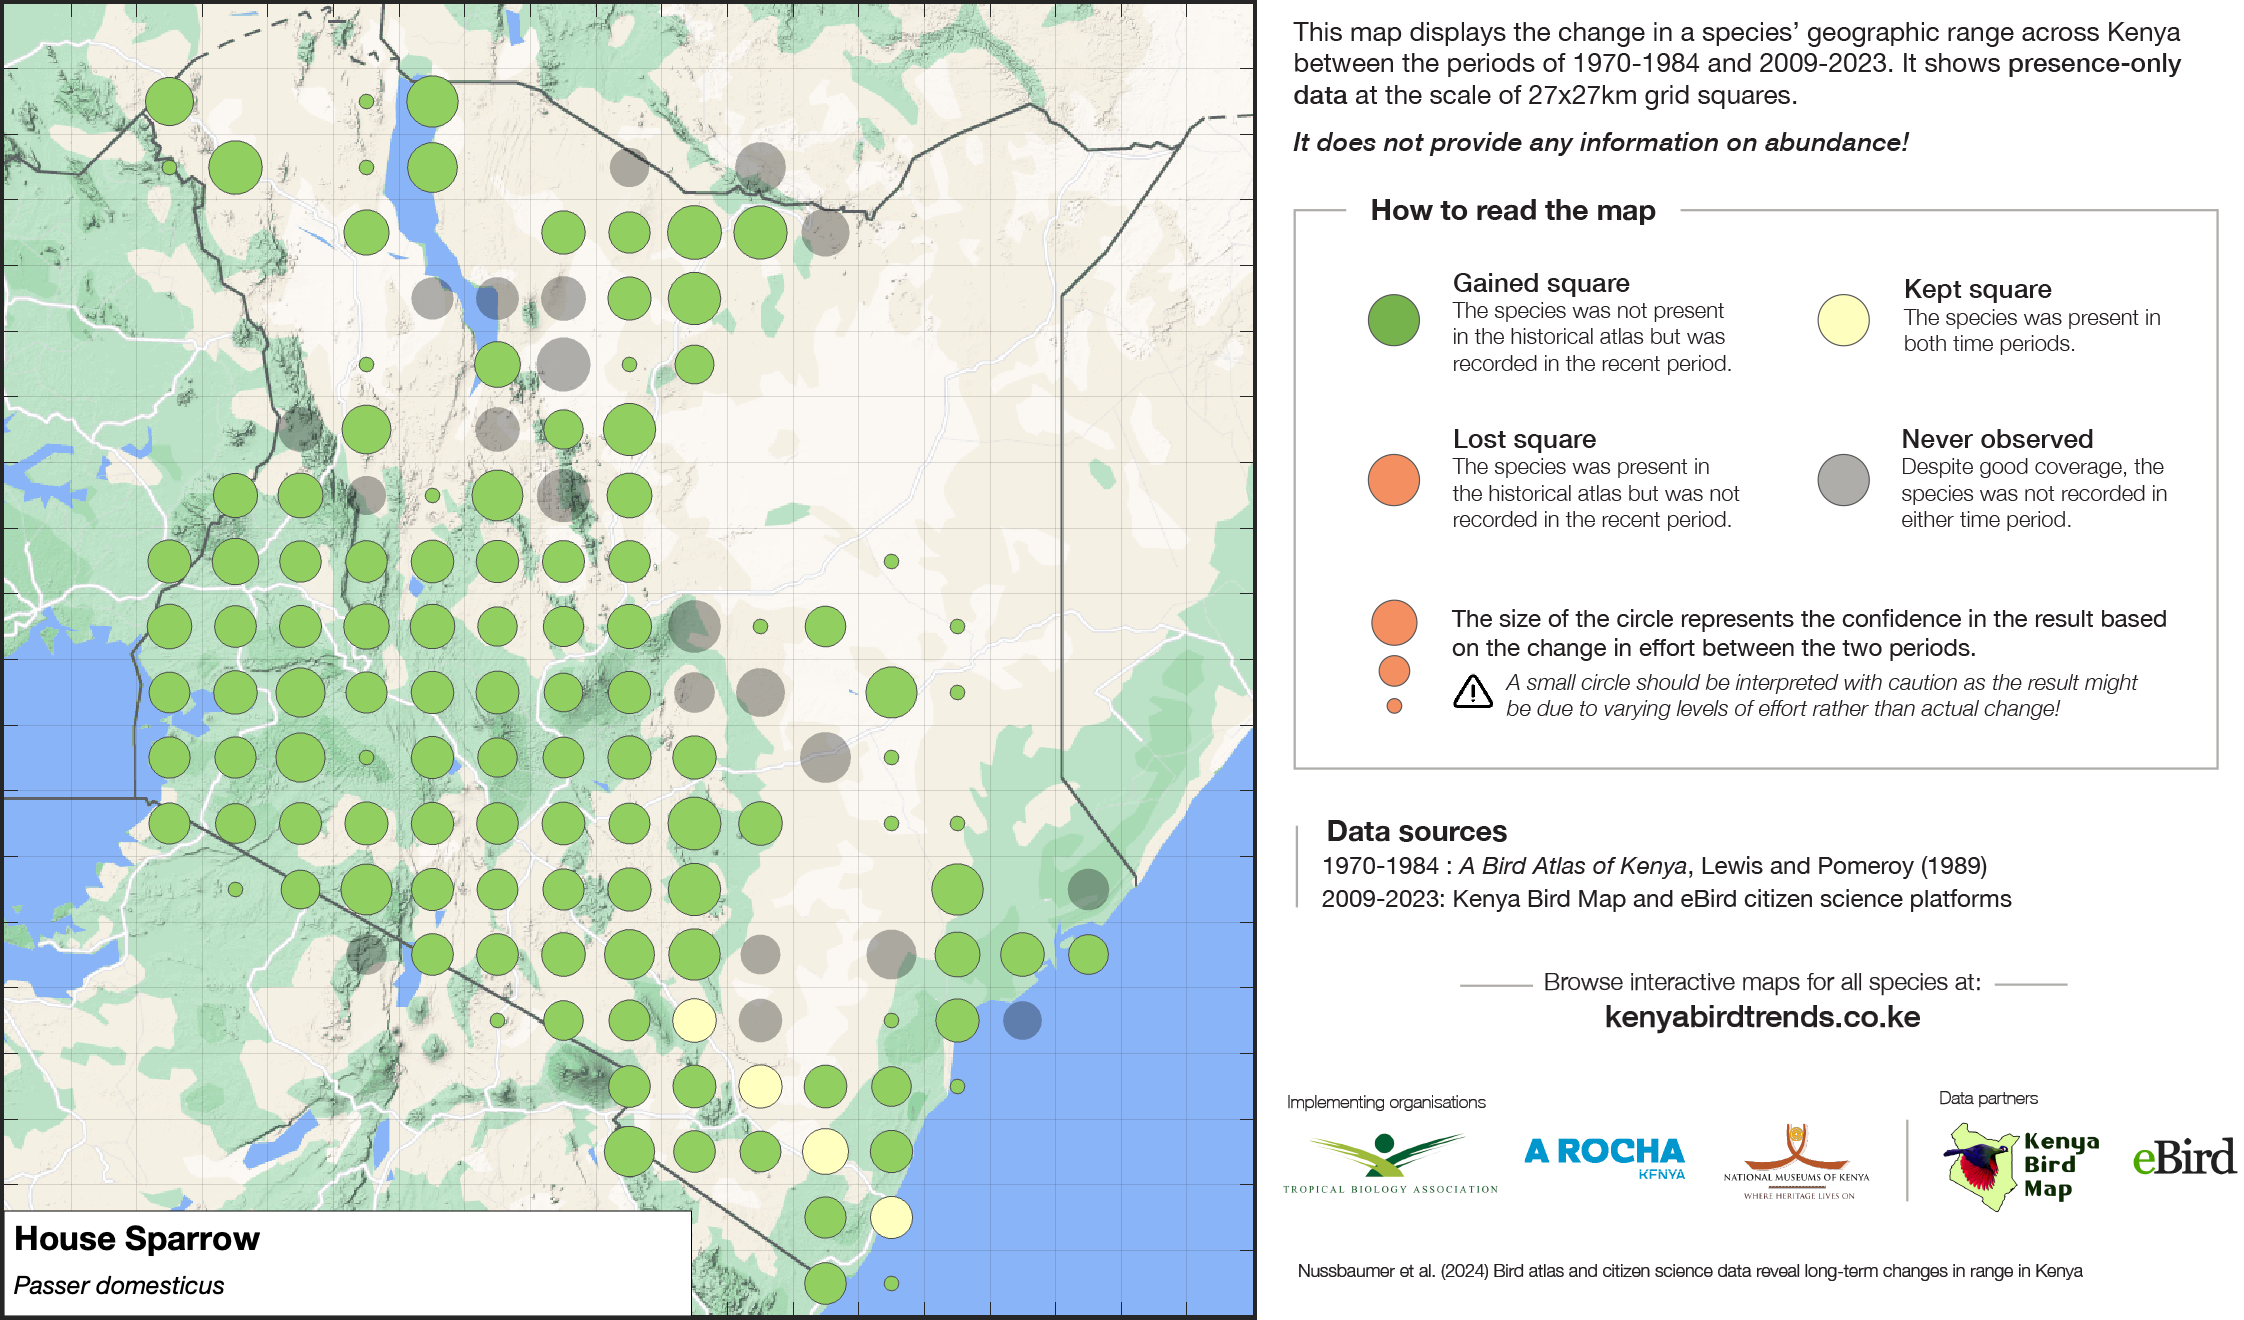 This map displays the change in a species’ geographic range across Kenya
between the periods of 1970-1984 and 2009-2023. It shows presence-only
data at the scale of 27x27km grid squares.
It does not provide any information on abundance!
How to read the map
Gained square
The species was not present
in the historical atlas but was
recorded in the recent period.
Kept square
The species was present in
both time periods.
Lost square
The species was present in
the historical atlas but was not
recorded in the recent period.
Never observed
Despite good coverage, the
species was not recorded in
either time period.
The size of the circle represents the confidence in the result based
on the change in effort between the two periods.
A small circle should be interpreted with caution as the result might
be due to varying levels of effort rather than actual change!
Data sources
1970-1984 : A Bird Atlas of Kenya, Lewis and Pomeroy (1989)
2009-2023: Kenya Bird Map and eBird citizen science platforms
Browse interactive maps for all species at:
kenyabirdtrends.co.ke
Implementing organisations
Data partners
TROPICAL BIOLOGY ASSOCIATION
A ROCHA
KENYA
NATIONAL MUSEUMS OF KENYA
WHERE HERITAGE LIVES ON
Kenya
Bird
Map
eBird
Nussbaumer et al. (2024) Bird atlas and citizen science data reveal long-term changes in range in Kenya
House Sparrow
Passer domesticus